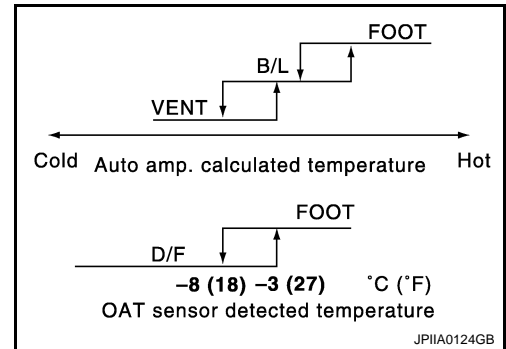 FOOT
B/L
VENT
Cold Auto amp. calculated temperature Hot
FOOT
D/F
–8 (18) –3 (27) ˚C (˚F)
OAT sensor detected temperature
JPIIA0124GB